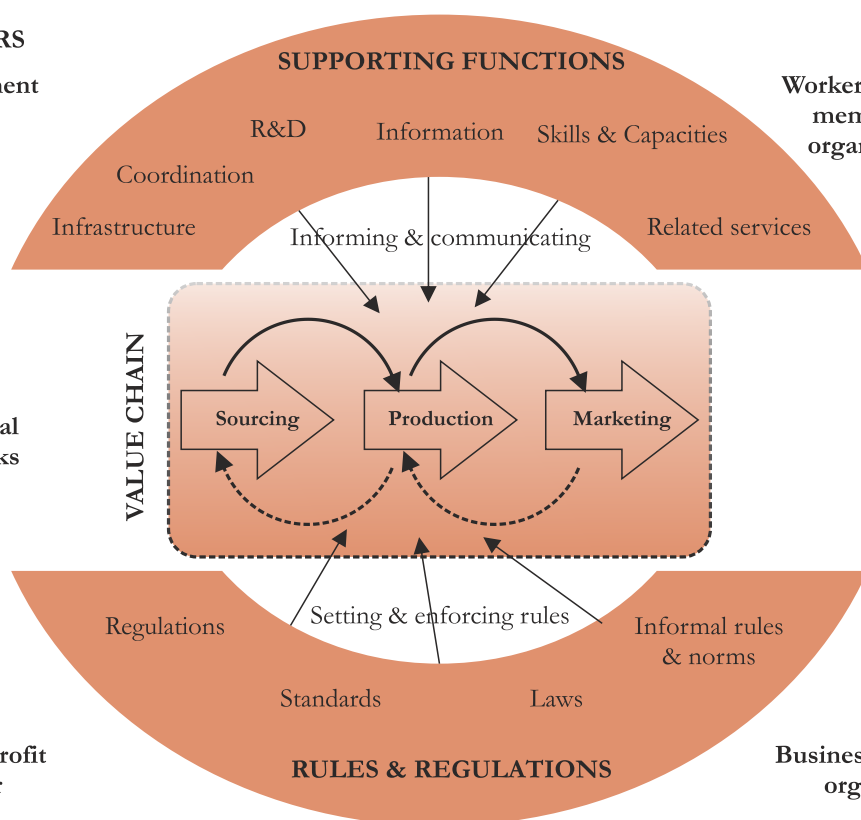 SUPPORTING FUNCTIONS
R&D
Information
Skills & Capacities
Coordination
Infrastructure
Related services
Informing & communicating
VALUE CHAIN
Sourcing
Production
Marketing
Setting & enforcing rules
Regulations
Informal rules
& norms
Standards
Laws
RULES & REGULATIONS